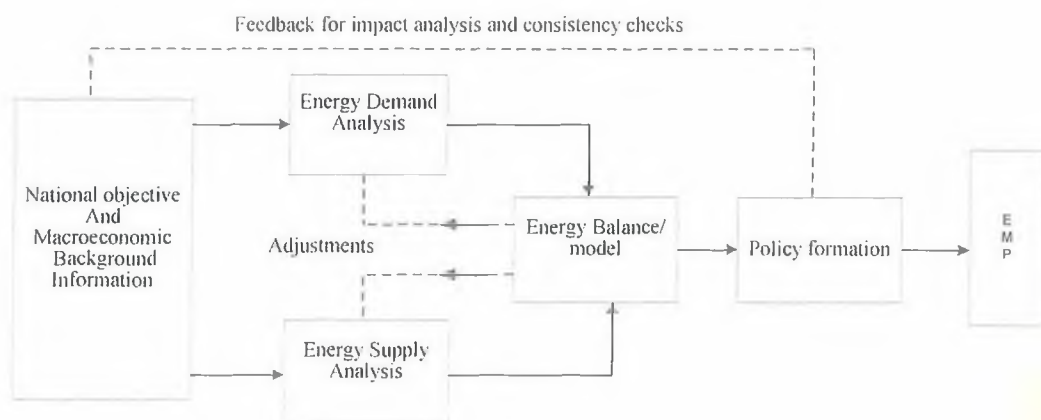 Feedback for impact analysis and consistency checks
Energy Demand
Analysis
National objective
And
Macroeconomic
Background
Information
Adjustments
Energy Balance/
model
Policy formation
E
M
P
Energy Supply
Analysis